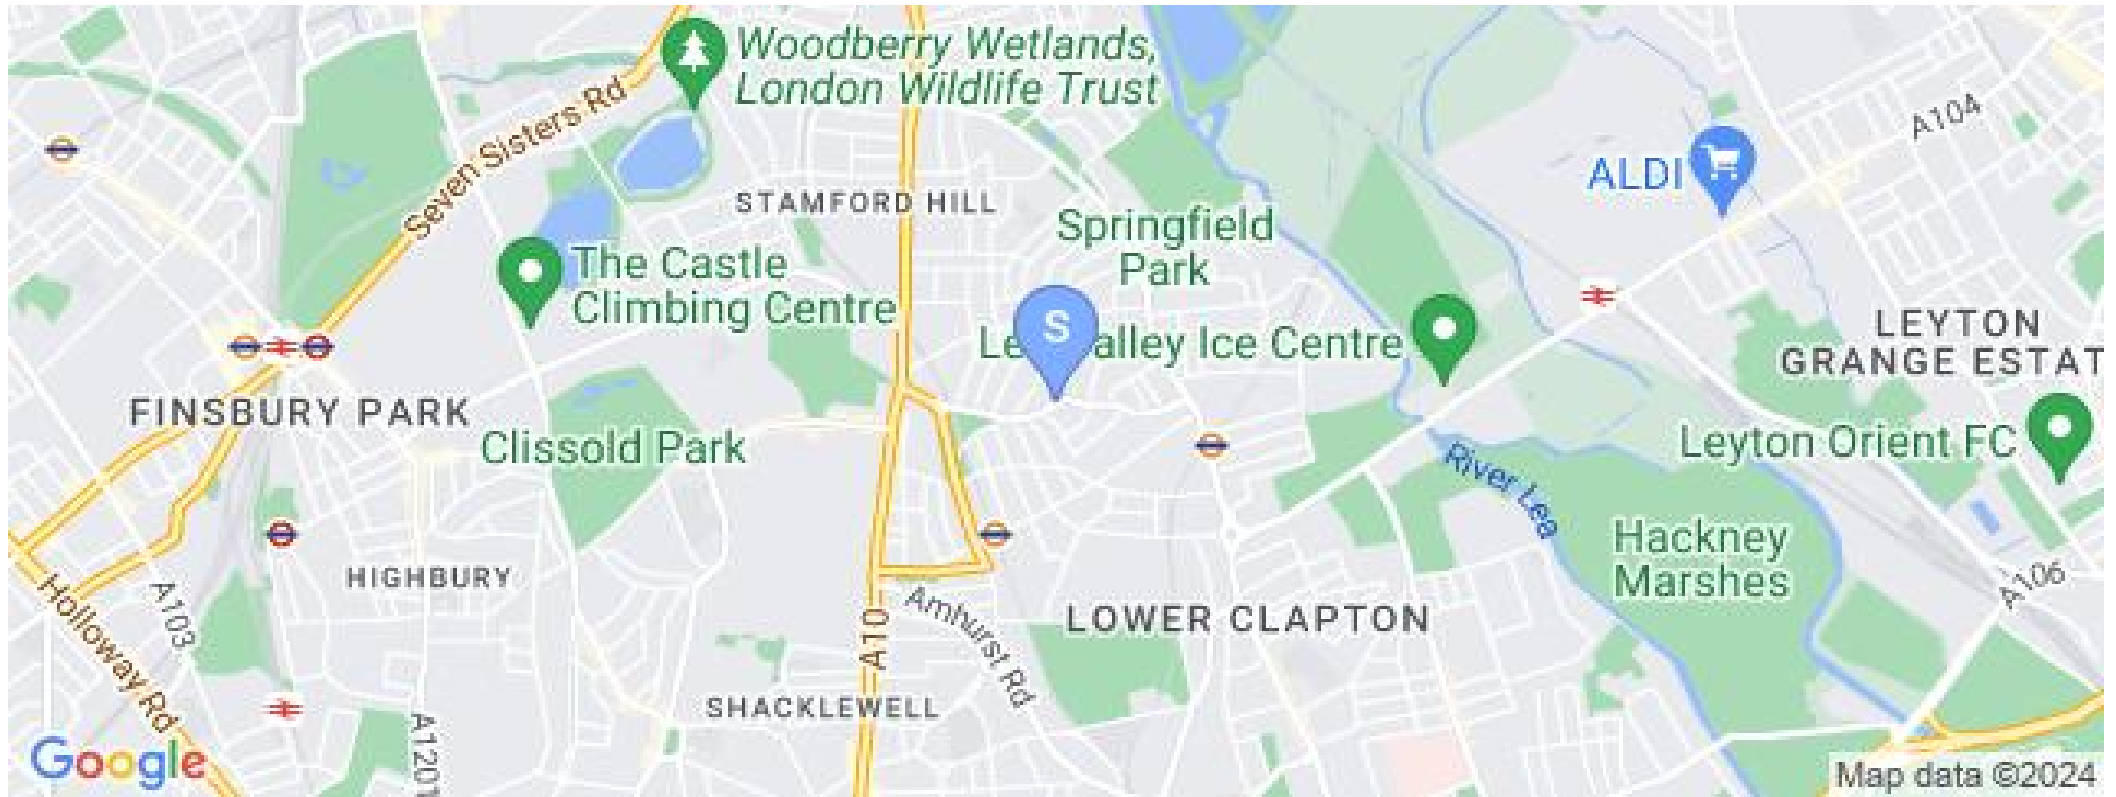 Woodberry Wetlands,
London Wildlife Trust
Seven Sisters Rd
A104
ALDI
STAMFORD HILL
Springfield
Park
The Castle
Climbing Centre
S
Valley Ice Centre
LEYTON
GRANGE ESTAT
FINSBURY PARK
Clissold Park
Leyton Orient FC
River Lea
Hackney
Marshes
HIGHBURY
A103
Holloway Rd
A10
Amhurst Rd
LOWER CLAPTON
A106
SHACKLEWELL
A1201
Google
Map data ©2024